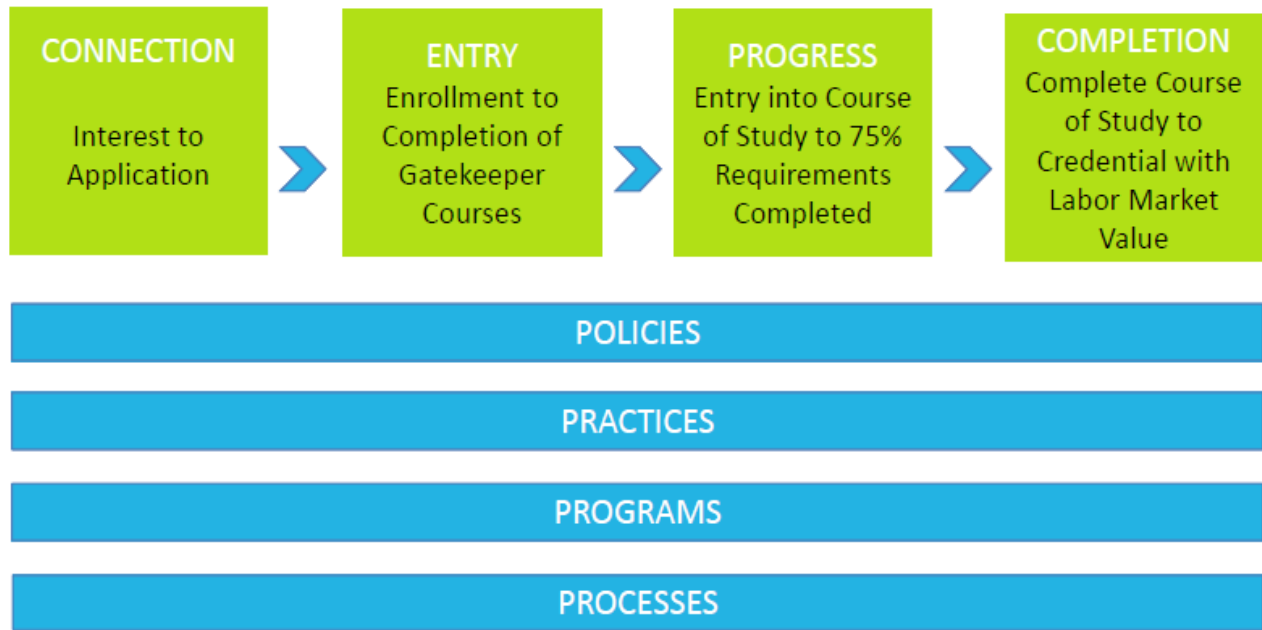 CONNECTION
Interest to
Application
ENTRY
Enrollment to
Completion of
Gatekeeper
Courses
PROGRESS
Entry into Course
of Study to 75%
Requirements
Completed
COMPLETION
Complete Course
of Study to
Credential with
Labor Market
Value
POLICIES
PRACTICES
PROGRAMS
PROCESSES